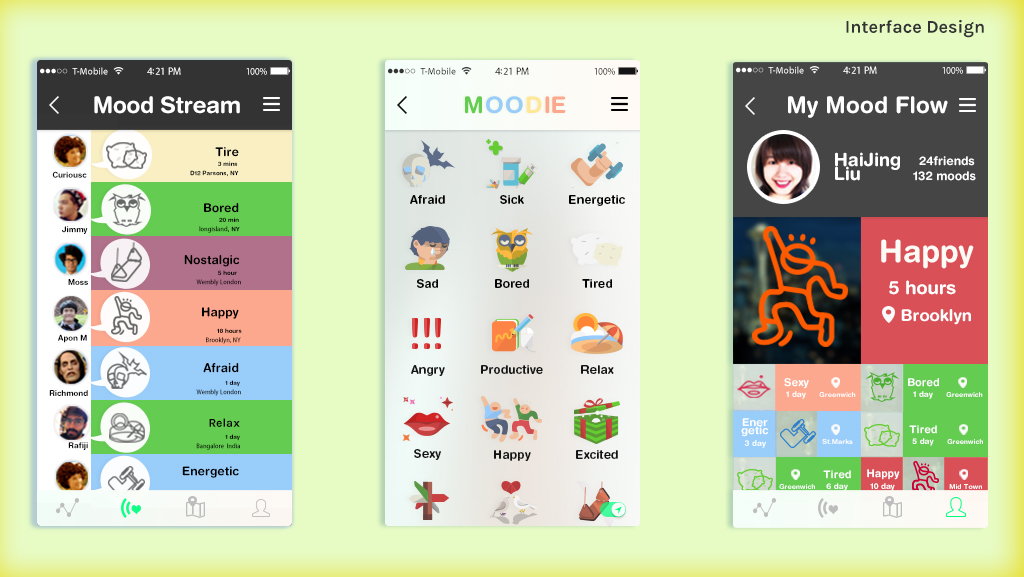 Interface Design
T-Mobile 4:21 PM 100%
Mood Stream
Curiousc
Tire
3 mins
D12 Parsons, NY
Jimmy
Bored
20 min
longisland, NY
Moss
Nostalgic
5 hour
Wembly London
Apon M
Happy
18 hours
Brooklyn, NY
Richmond
Afraid
1 day
Wembly London
Rafiji
Relax
1 day
Bangalore India
Energetic
T-Mobile 4:21 PM 100%
MOODIE
Afraid Sick Energetic
Sad Bored Tired
Angry Productive Relax
Sexy Happy Excited
T-Mobile 4:21 PM 100%
My Mood Flow
HaiJing
Liu
24friends
132 moods
Happy
5 hours
Brooklyn
Sexy
1 day
Greenwich
Bored
1 day
Greenwich
Ener
getic
3 day
St.Marks
Tired
5 day
Greenwich
Greenwich
Tired
6 day
Happy
10 day
Mid Town